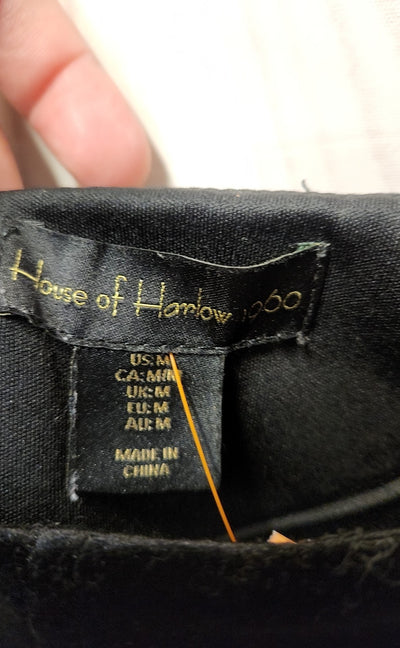 House of Harlow 1960
US:M
CA:M/M
UK:M
EU:M
AU:M
MADE IN
CHINA